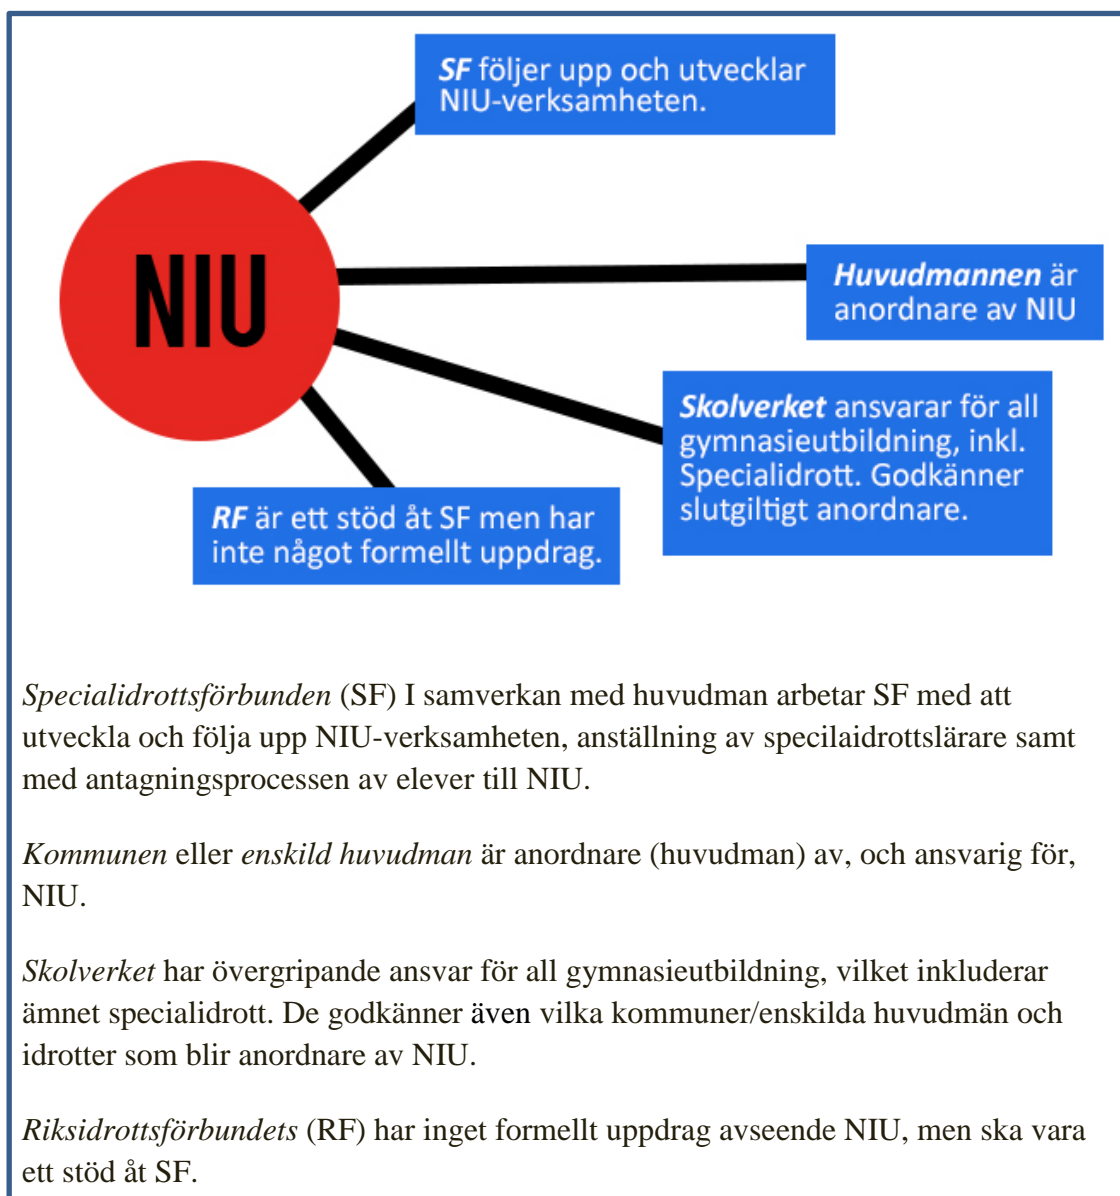 SF följer upp och utvecklar
NIU-verksamheten.
NIU
Huvudmannen är
anordnare av NIU
Skolverket ansvarar för all
gymnasieutbildning, inkl.
Specialidrott. Godkänner
slutgiltigt anordnare.
RF är ett stöd åt SF men har
inte något formellt uppdrag.
Specialidrottsförbunden (SF) I samverkan med huvudman arbetar SF med att
utveckla och följa upp NIU-verksamheten, anställning av specilaidrottslärare samt
med antagningsprocessen av elever till NIU.
Kommunen eller enskild huvudman är anordnare (huvudman) av, och ansvarig för,
NIU.
Skolverket har övergripande ansvar för all gymnasieutbildning, vilket inkluderar
ämnet specialidrott. De godkänner även vilka kommuner/enskilda huvudmän och
idrotter som blir anordnare av NIU.
Riksidrottsförbundets (RF) har inget formellt uppdrag avseende NIU, men ska vara
ett stöd åt SF.